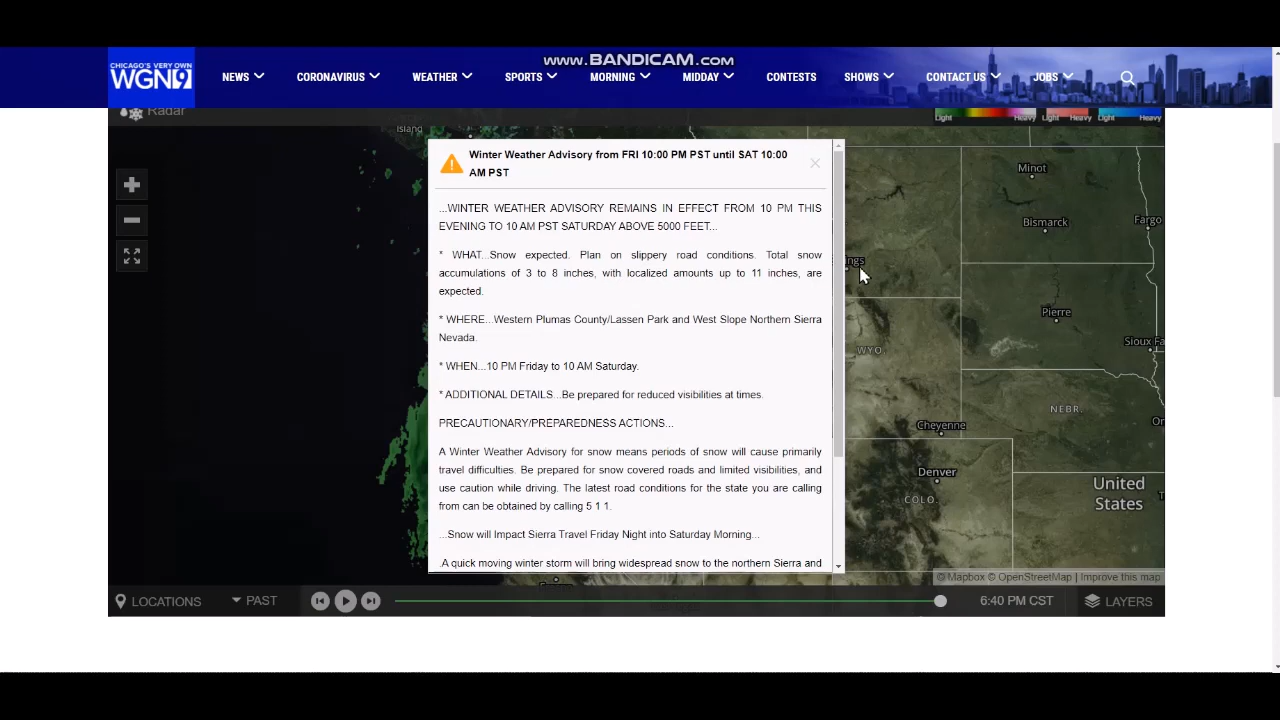 www.BANDICAM.com
CHICAGO'S VERY OWN
WGN9
NEWS
CORONAVIRUS
WEATHER
SPORTS
MORNING
MIDDAY
CONTESTS
SHOWS
CONTACT US
JOBS
Radar
Light Heavy Light Heavy Light Heavy
Island
Winter Weather Advisory from FRI 10:00 PM PST until SAT 10:00
AM PST
...WINTER WEATHER ADVISORY REMAINS IN EFFECT FROM 10 PM THIS
EVENING TO 10 AM PST SATURDAY ABOVE 5000 FEET...
* WHAT...Snow expected. Plan on slippery road conditions. Total snow
accumulations of 3 to 8 inches, with localized amounts up to 11 inches, are
expected.
* WHERE...Western Plumas County/Lassen Park and West Slope Northern Sierra
Nevada.
* WHEN...10 PM Friday to 10 AM Saturday.
* ADDITIONAL DETAILS...Be prepared for reduced visibilities at times.
PRECAUTIONARY/PREPAREDNESS ACTIONS...
A Winter Weather Advisory for snow means periods of snow will cause primarily
travel difficulties. Be prepared for snow covered roads and limited visibilities, and
use caution while driving. The latest road conditions for the state you are calling
from can be obtained by calling 5 1 1.
...Snow will Impact Sierra Travel Friday Night into Saturday Morning...
.A quick moving winter storm will bring widespread snow to the northern Sierra and
Minot
Bismarck
Fargo
ings
Pierre
Sioux Fa
WYO.
NEBR.
Cheyenne
Denver
COLO.
United
States
© Mapbox © OpenStreetMap | Improve this map
LOCATIONS
PAST
6:40 PM CST
LAYERS